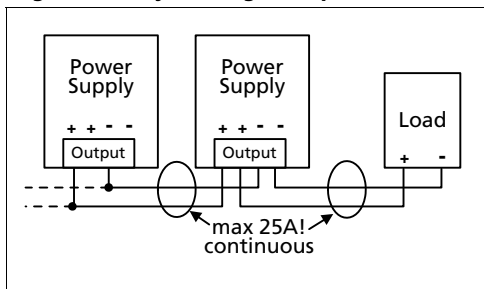 Power
Supply
+ + - -
Output
Power
Supply
+ + - -
Output
Load
+ -
max 25A!
continuous